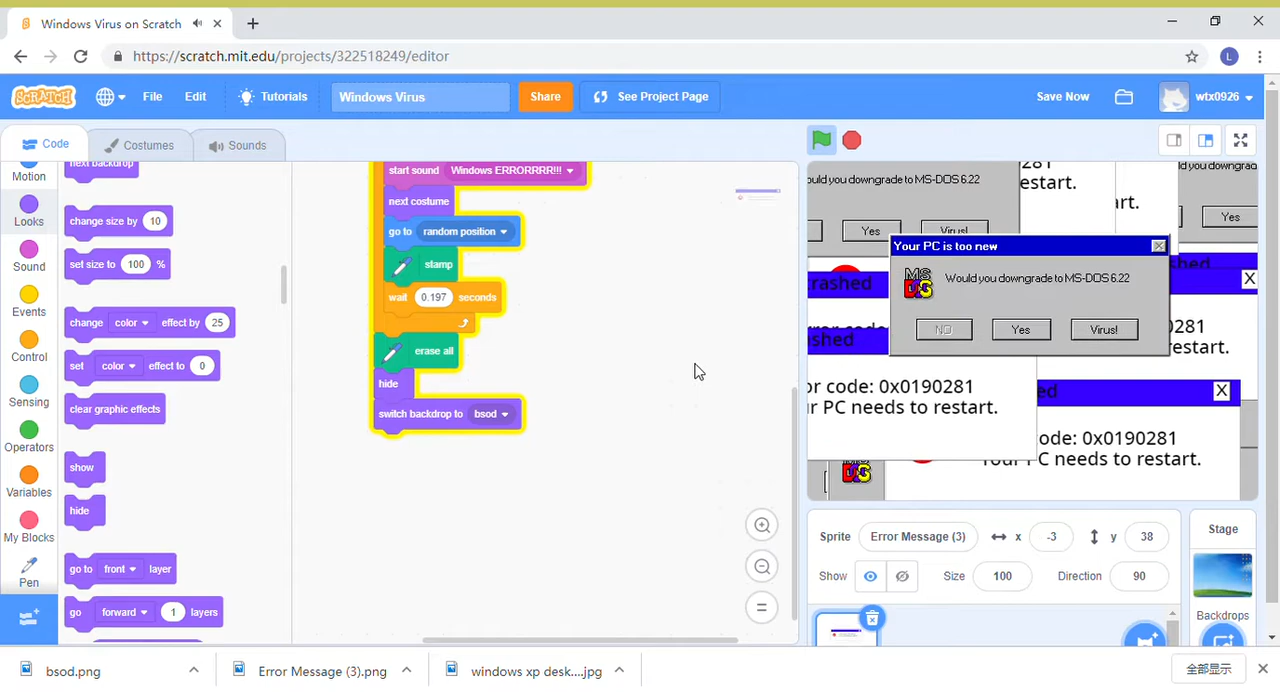 Windows Virus on Scratch
https://scratch.mit.edu/projects/322518249/editor
L
SCRATCH
File
Edit
Tutorials
Windows Virus
Share
See Project Page
Save Now
wtx0926
Code
Costumes
Sounds
Motion
Looks
Sound
Events
Control
Sensing
Operators
Variables
My Blocks
Pen
next backdrop
change size by 10
set size to 100 %
change color effect by 25
set color effect to 0
clear graphic effects
show
hide
go to front layer
go forward 1 layers
start sound Windows ERRORRRR!!!
next costume
go to random position
stamp
wait 0.197 seconds
erase all
hide
switch backdrop to bsod
ould you downgrade to MS-DOS 6.22
Yes
Virus!
0281
restart.
rt.
ld you downgrade
Yes
rashed
shed
Your PC is too new
Would you downgrade to MS-DOS 6.22
NO
Yes
Virus!
shed
X
0281
restart.
or code: 0x0190281
r PC needs to restart.
ed
X
ode: 0x0190281
Your PC needs to restart.
Sprite
Error Message (3)
x
-3
y
38
Show
Size
100
Direction
90
Stage
Backdrops
bsod.png
Error Message (3).png
windows xp desk....jpg
全部显示